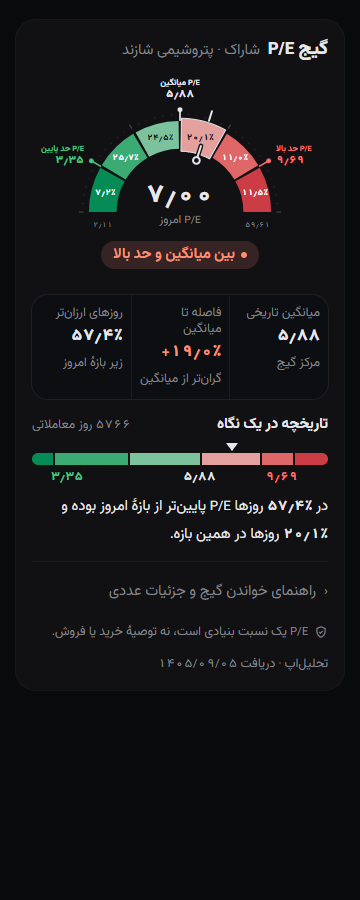 گیج P/E شاراک · پتروشیمی شازند
P/E میانگین
۵٫۸۸
P/E حد پایین
۳٫۳۵
P/E حد بالا
۹٫۶۹
۷٫۲٪
۲۵٫۷٪
۲۴٫۵٪
۲۰٫۱٪
۱۱٫۰٪
۱۱٫۵٪
۲٫۱۱
۵۹٫۶۱
۷٫۰۰
P/E امروز
بین میانگین و حد بالا
میانگین تاریخی
۵٫۸۸
مرکز گیج
فاصله تا
میانگین
+۱۹٫۰٪
گران‌تر از میانگین
روزهای ارزان‌تر
۵۷٫۴٪
زیر بازهٔ امروز
تاریخچه در یک نگاه
۵۷۶۶ روز معاملاتی
۳٫۳۵
۵٫۸۸
۹٫۶۹
در ۵۷٫۴٪ روزها P/E پایین‌تر از بازهٔ امروز بوده و
۲۰٫۱٪ روزها در همین بازه.
› راهنمای خواندن گیج و جزئیات عددی
P/E یک نسبت بنیادی است، نه توصیهٔ خرید یا فروش.
تحلیل‌اپ · دریافت ۱۴۰۵/۰۹/۰۵